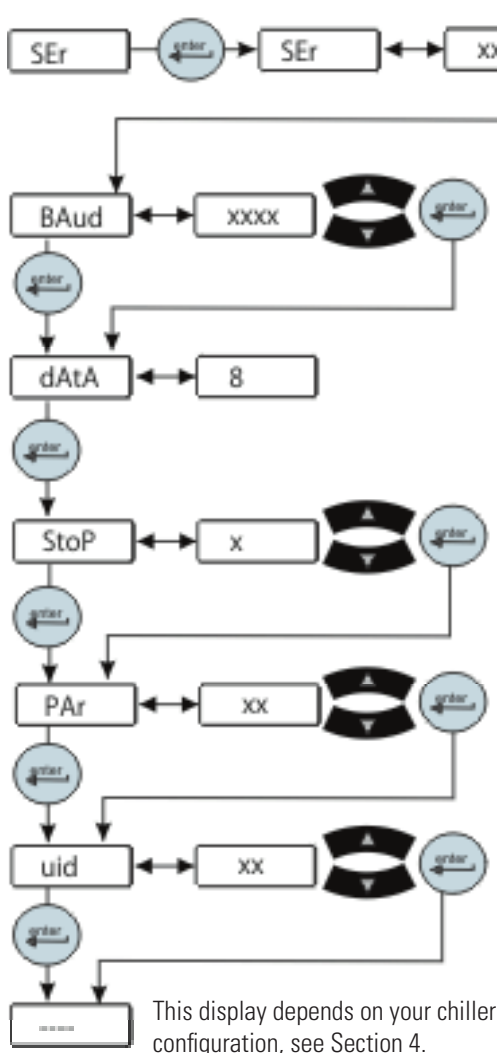 SEr enter SEr xx
BAud xxxx enter
enter
dAtA 8
enter
StoP x enter
enter
PAr xx enter
enter
uid xx enter
enter
----
This display depends on your chiller
configuration, see Section 4.